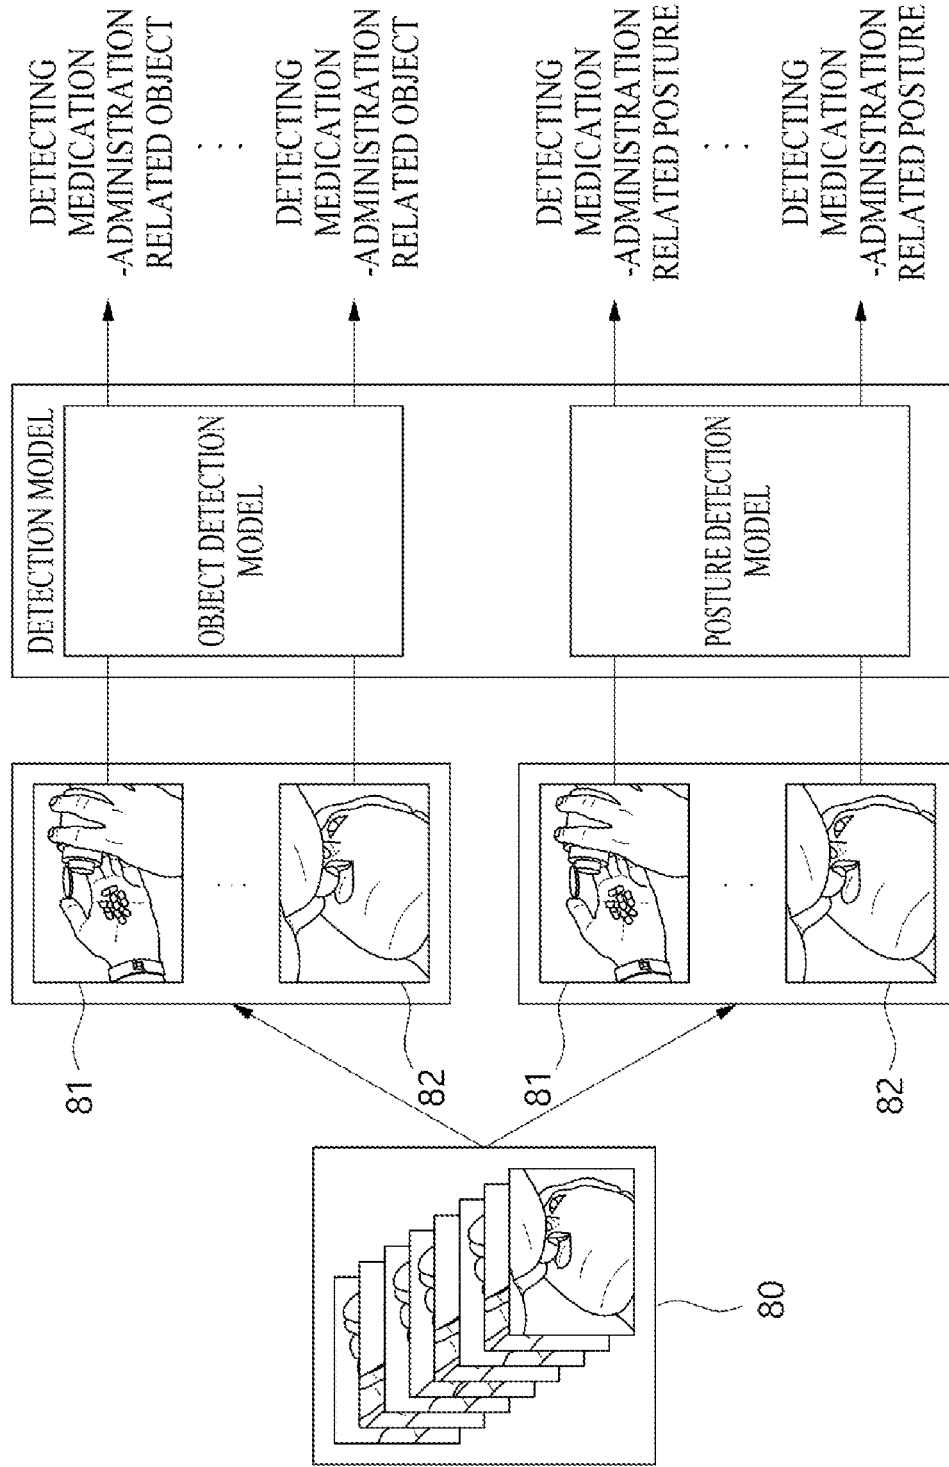 80
81
82
81
82
DETECTION MODEL
OBJECT DETECTION
MODEL
POSTURE DETECTION
MODEL
DETECTING
MEDICATION
-ADMINISTRATION
RELATED OBJECT
. . .
DETECTING
MEDICATION
-ADMINISTRATION
RELATED OBJECT
DETECTING
MEDICATION
-ADMINISTRATION
RELATED POSTURE
. . .
DETECTING
MEDICATION
-ADMINISTRATION
RELATED POSTURE